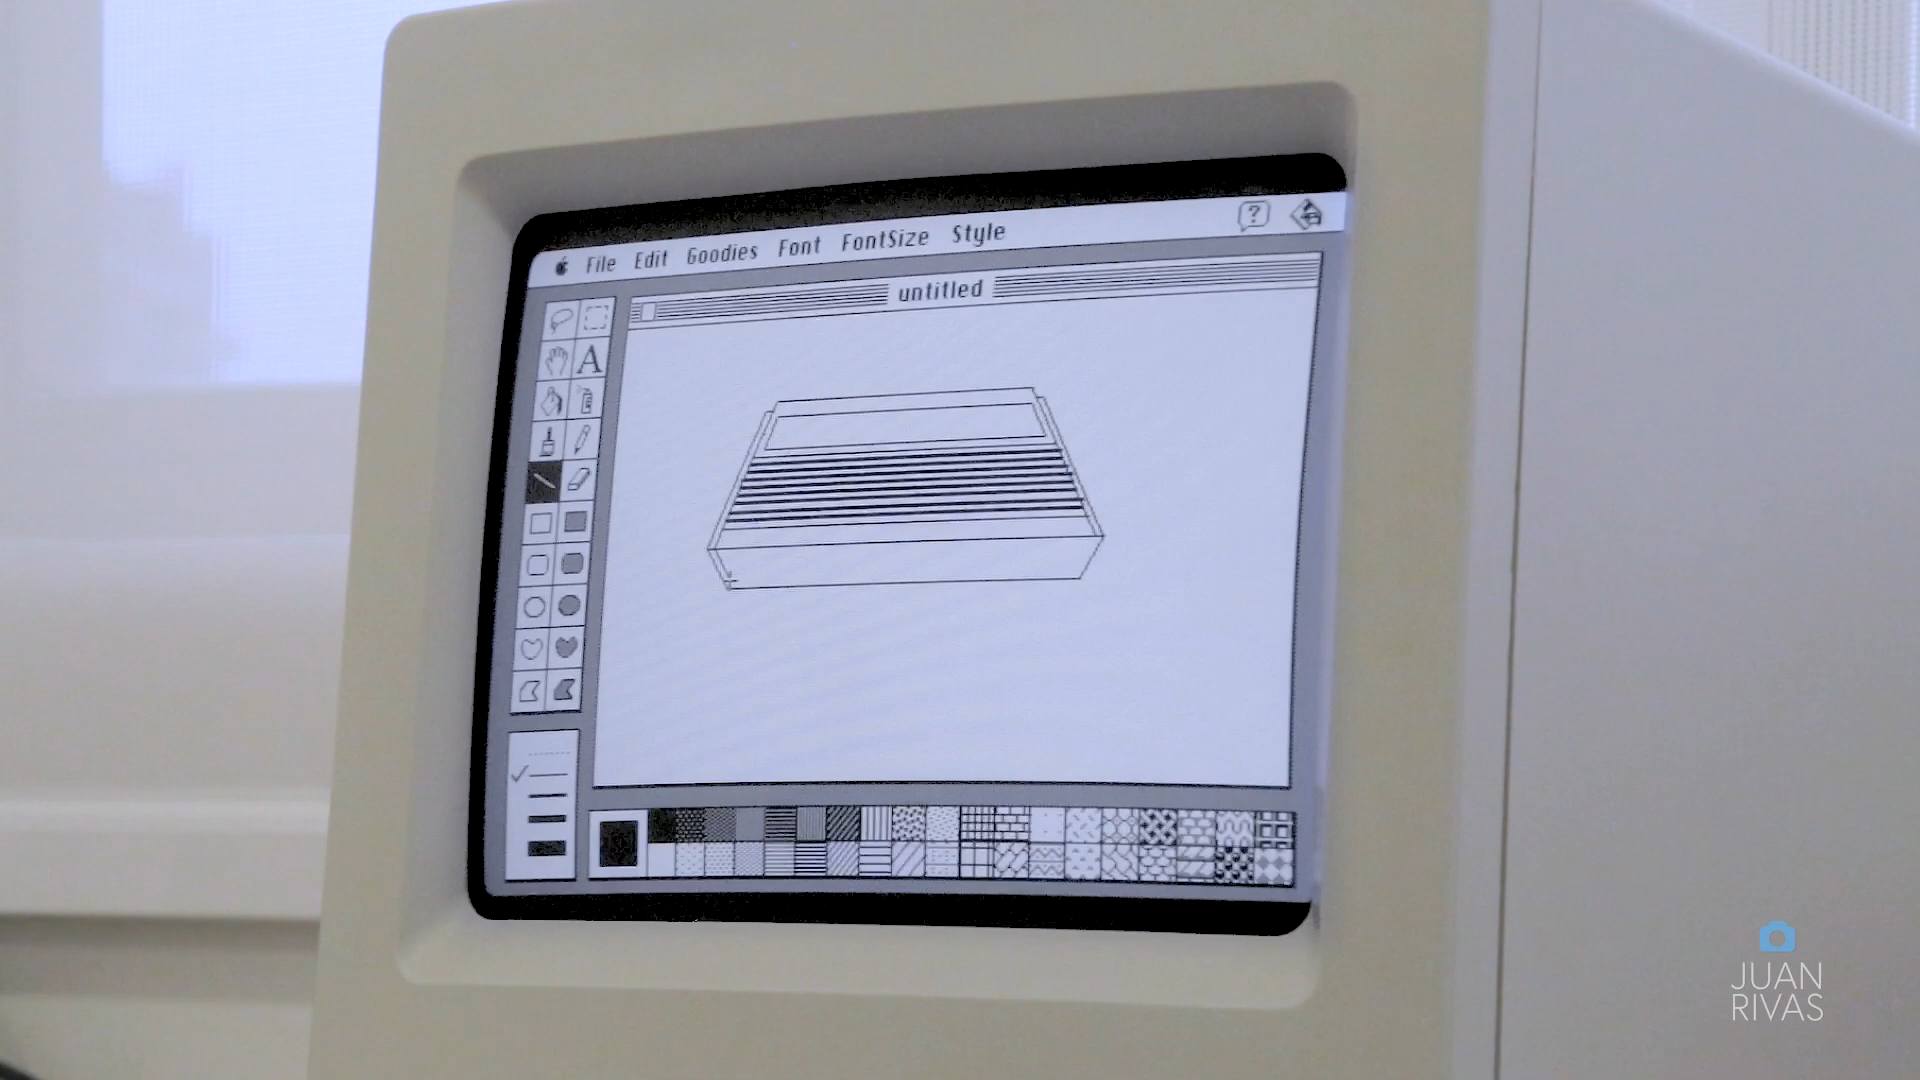 File Edit Goodies Font FontSize Style ?
untitled
A
JUAN
RIVAS